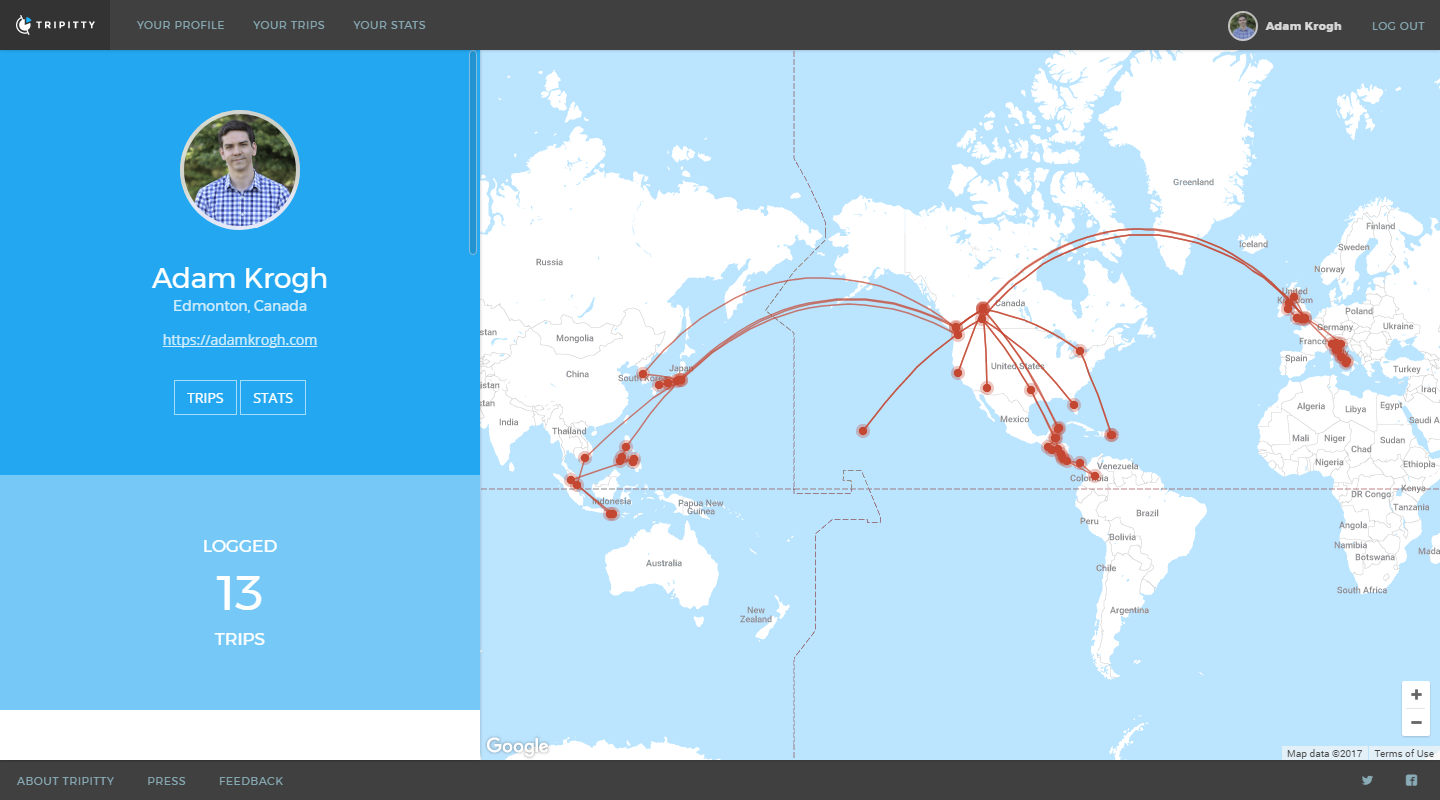 TRIPITTY
YOUR PROFILE
YOUR TRIPS
YOUR STATS
Adam Krogh
LOG OUT
Adam Krogh
Edmonton, Canada
https://adamkrogh.com
TRIPS
STATS
LOGGED
13
TRIPS
Greenland
Iceland
Finland
Sweden
Norway
Russia
United
Kingdom
Canada
Poland
Germany
Ukraine
France
Spain
Turkey
Mongolia
China
Japan
South Korea
United States
Mexico
India
Thailand
Algeria
Libya
Egypt
Iraq
Saudi A
Mali
Niger
Chad
Sudan
Nigeria
Ethiopia
Venezuela
Colombia
Kenya
DR Congo
Tanzania
Indonesia
Papua New
Guinea
Peru
Brazil
Bolivia
Angola
Namibia
Botswana
Mada
Chile
South Africa
Australia
New
Zealand
Argentina
stan
istan
stan
Google
Map data ©2017
Terms of Use
ABOUT TRIPITTY
PRESS
FEEDBACK